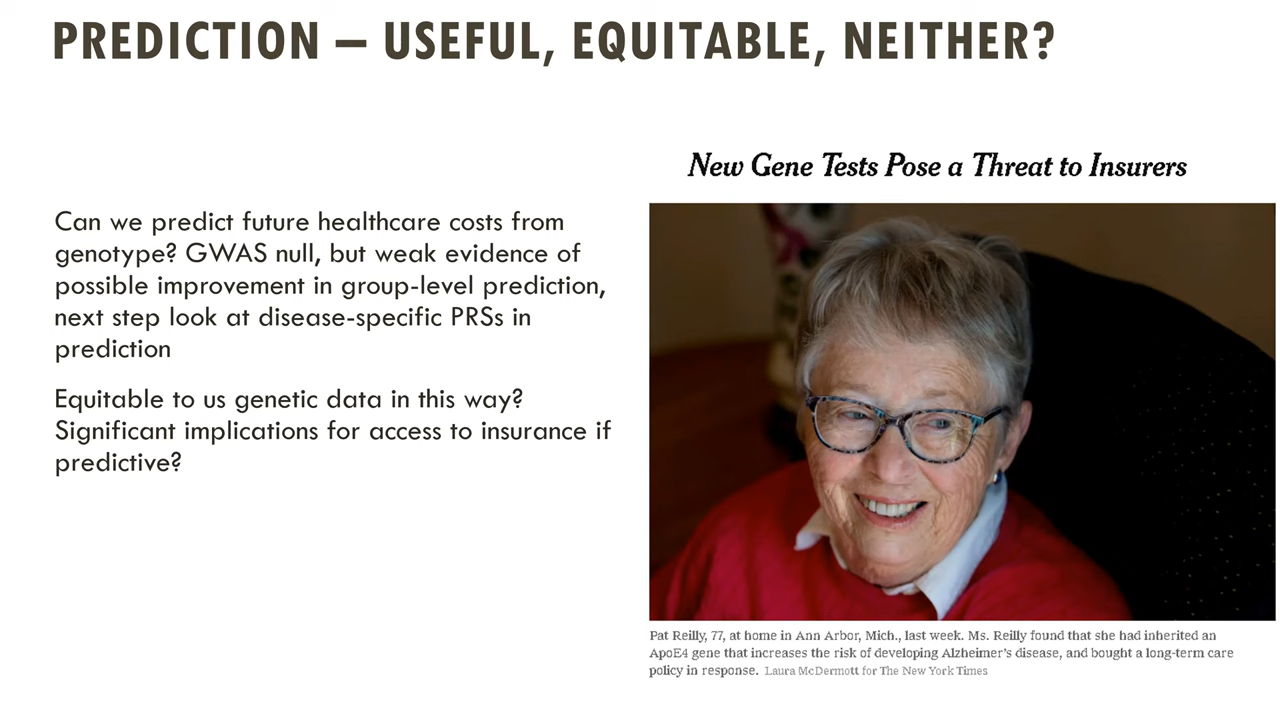 PREDICTION – USEFUL, EQUITABLE, NEITHER?
Can we predict future healthcare costs from
genotype? GWAS null, but weak evidence of
possible improvement in group-level prediction,
next step look at disease-specific PRSs in
prediction
Equitable to us genetic data in this way?
Significant implications for access to insurance if
predictive?
New Gene Tests Pose a Threat to Insurers
Pat Reilly, 77, at home in Ann Arbor, Mich., last week. Ms. Reilly found that she had inherited an
ApoE4 gene that increases the risk of developing Alzheimer's disease, and bought a long-term care
policy in response. Laura McDermott for The New York Times